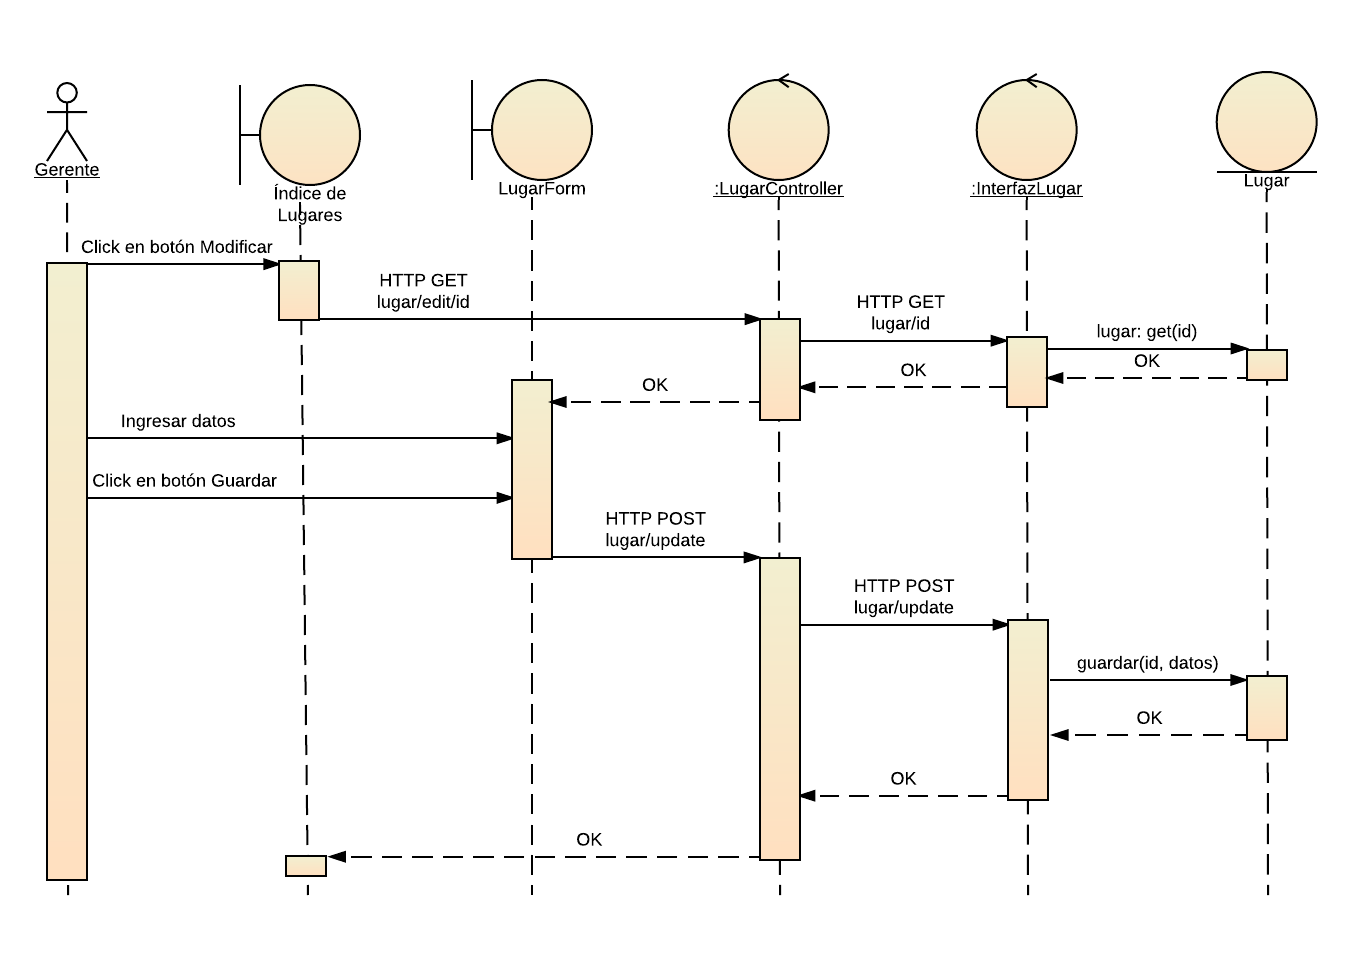 Gerente
Índice de
Lugares
LugarForm
:LugarController
:InterfazLugar
Lugar
Click en botón Modificar
HTTP GET
lugar/edit/id
HTTP GET
lugar/id
lugar: get(id)
OK
OK
OK
Ingresar datos
Click en botón Guardar
HTTP POST
lugar/update
HTTP POST
lugar/update
guardar(id, datos)
OK
OK
OK